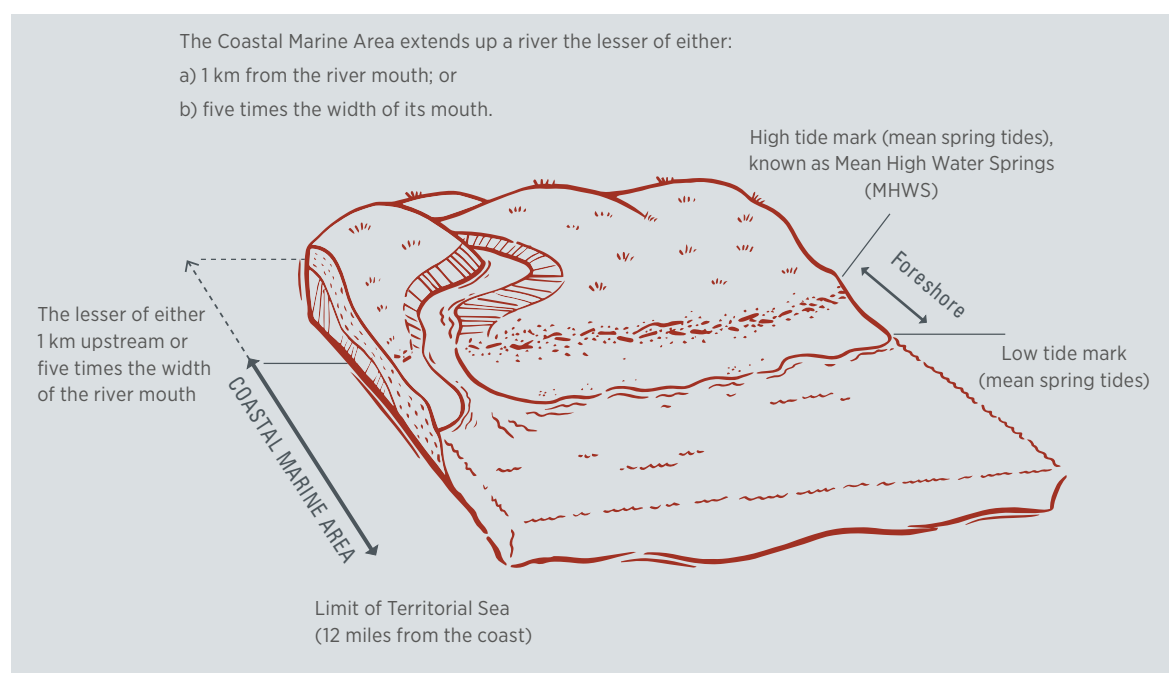 The Coastal Marine Area extends up a river the lesser of either:
a) 1 km from the river mouth; or
b) five times the width of its mouth.
High tide mark (mean spring tides),
known as Mean High Water Springs
(MHWS)
Foreshore
Low tide mark
(mean spring tides)
The lesser of either
1 km upstream or
five times the width
of the river mouth
COASTAL MARINE AREA
Limit of Territorial Sea
(12 miles from the coast)